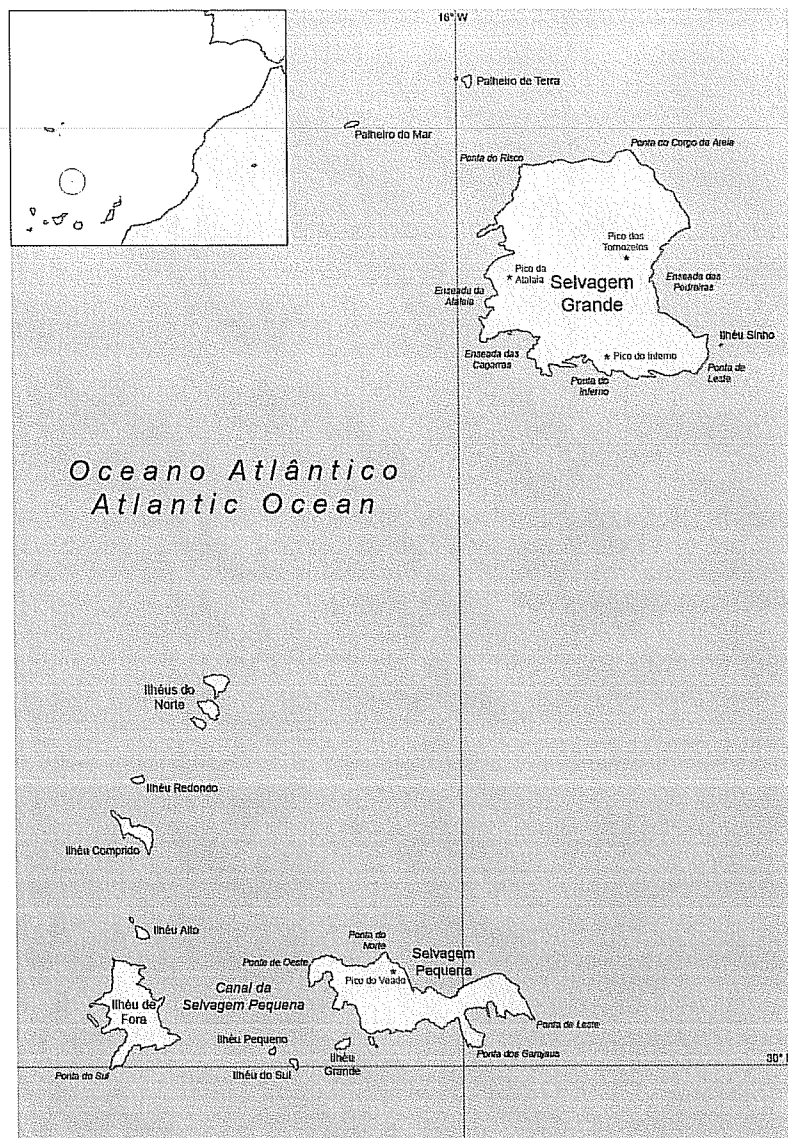 16° W
Palheiro de Terra
Palheiro do Mar
Ponta do Corgo da Areia
Ponta do Risco
Pico dos
Tornozelos
Pico da
Atalaia
Selvagem
Grande
Enseada das
Pedreiras
Enseada da
Atalaia
Ilhéu Sinho
Enseada das
Cagarras
Pico do Inferno
Ponta de
Leste
Ponta do
Inferno
Oceano Atlântico
Atlantic Ocean
Ilhéus do
Norte
Ilhéu Redondo
Ilhéu Comprido
Ilhéu Alto
Ponta do
Norte
Selvagem
Pequena
Ponte de Oeste
Pico do Veado
Canal da
Selvagem Pequena
Ilhéu de
Fora
Ponta de Leste
Ilhéu Pequeno
Ilhéu
Grande
Ponta dos Garajaus
Ponta do Sul
Ilhéu do Sul
30°